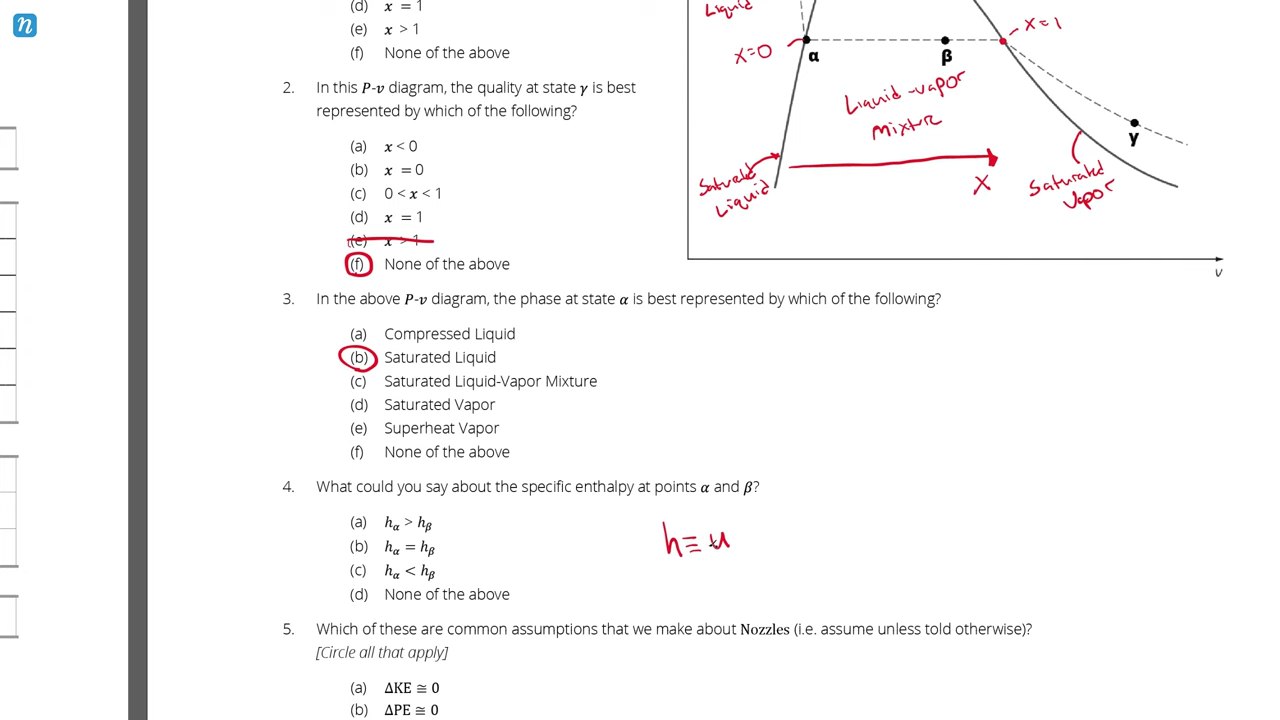 n
(d) x = 1
(e) x > 1
(f) None of the above
2. In this P-v diagram, the quality at state γ is best
represented by which of the following?
(a) x < 0
(b) x = 0
(c) 0 < x < 1
(d) x = 1
(e) x > 1
(f) None of the above
Liquid
x=0
α
β
x=1
γ
Liquid-vapor
Mixture
X
Saturated
Vapor
Liquid
v
3. In the above P-v diagram, the phase at state α is best represented by which of the following?
(a) Compressed Liquid
(b) Saturated Liquid
(c) Saturated Liquid-Vapor Mixture
(d) Saturated Vapor
(e) Superheat Vapor
(f) None of the above
4. What could you say about the specific enthalpy at points α and β?
(a) hα > hβ
(b) hα = hβ
(c) hα < hβ
(d) None of the above
h ≡ u
5. Which of these are common assumptions that we make about Nozzles (i.e. assume unless told otherwise)?
[Circle all that apply]
(a) ΔKE ≅ 0
(b) ΔPE ≅ 0